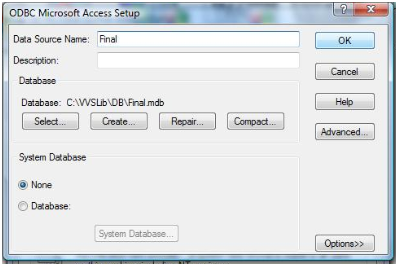 ODBC Microsoft Access Setup
Data Source Name: Final
OK
Description:
Cancel
Database
Database: C:\VVSLib\DB\Final.mdb
Help
Select... Create... Repair... Compact...
Advanced...
System Database
None
Database:
System Database...
Options>>